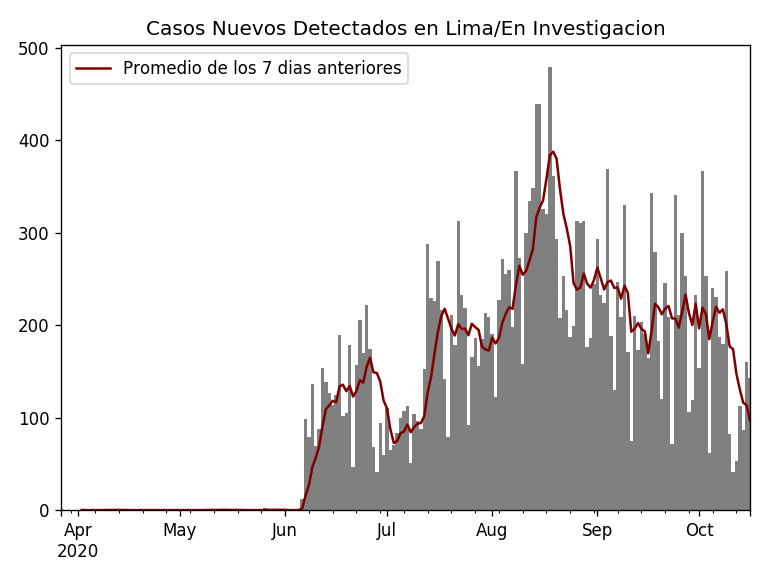 Casos Nuevos Detectados en Lima/En Investigacion
Promedio de los 7 dias anteriores
500
400
300
200
100
0
Apr May Jun Jul Aug Sep Oct
2020